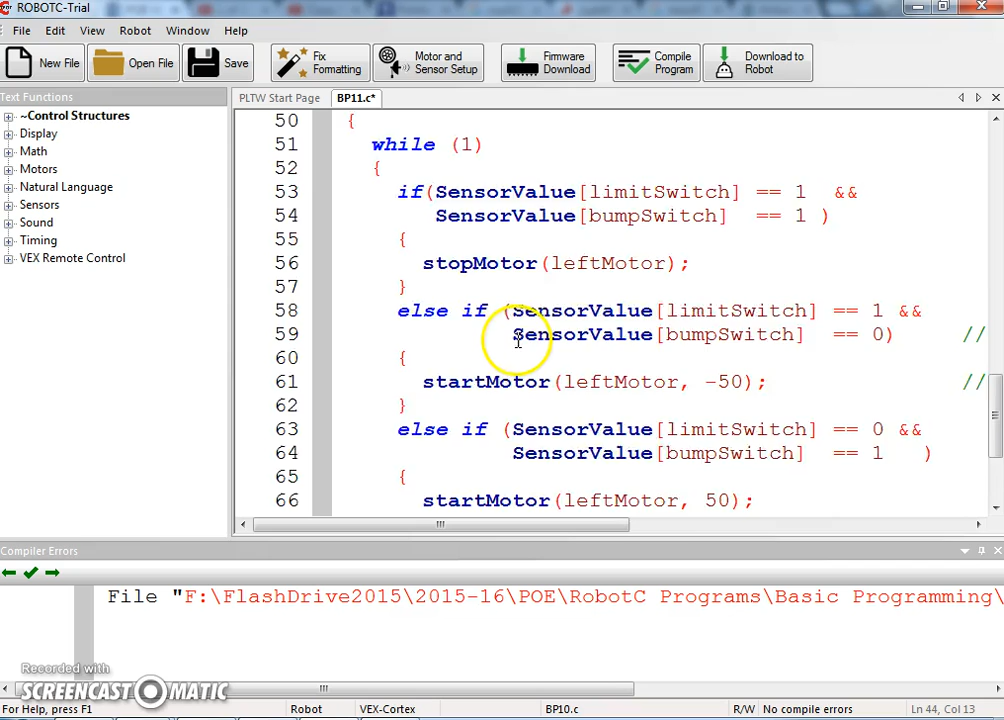 ROBOTC-Trial
File Edit View Robot Window Help
New File Open File Save Fix Formatting Motor and Sensor Setup Firmware Download Compile Program Download to Robot
Text Functions
PLTW Start Page BP11.c*
~Control Structures
Display
Math
Motors
Natural Language
Sensors
Sound
Timing
VEX Remote Control
50 {
51 while (1)
52 {
53 if(SensorValue[limitSwitch] == 1 &&
54 SensorValue[bumpSwitch] == 1 )
55 {
56 stopMotor(leftMotor);
57 }
58 else if (SensorValue[limitSwitch] == 1 &&
59 SensorValue[bumpSwitch] == 0) //
60 {
61 startMotor(leftMotor, -50); //
62 }
63 else if (SensorValue[limitSwitch] == 0 &&
64 SensorValue[bumpSwitch] == 1 )
65 {
66 startMotor(leftMotor, 50);
Compiler Errors
File "F:\FlashDrive2015\2015-16\POE\RobotC Programs\Basic Programming\
Recorded with
SCREENCAST MATIC
For Help, press F1 Robot VEX-Cortex BP10.c R/W No compile errors Ln 44, Col 13